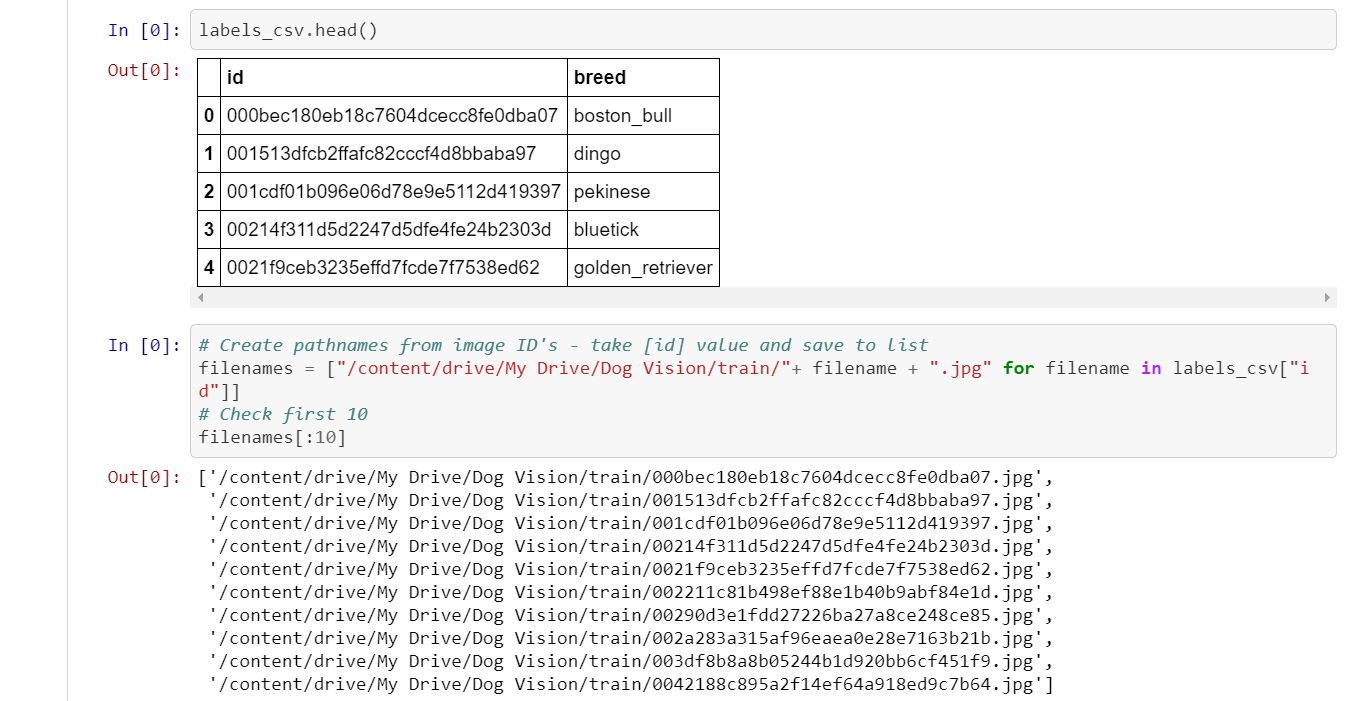 In [0]: labels_csv.head()
Out[0]:
id breed
0 000bec180eb18c7604dcecc8fe0dba07 boston_bull
1 001513dfcb2ffafc82cccf4d8bbaba97 dingo
2 001cdf01b096e06d78e9e5112d419397 pekinese
3 00214f311d5d2247d5dfe4fe24b2303d bluetick
4 0021f9ceb3235effd7fcde7f7538ed62 golden_retriever
In [0]: # Create pathnames from image ID's - take [id] value and save to list
filenames = ["/content/drive/My Drive/Dog Vision/train/"+ filename + ".jpg" for filename in labels_csv["i
d"]]
# Check first 10
filenames[:10]
Out[0]: ['/content/drive/My Drive/Dog Vision/train/000bec180eb18c7604dcecc8fe0dba07.jpg',
'/content/drive/My Drive/Dog Vision/train/001513dfcb2ffafc82cccf4d8bbaba97.jpg',
'/content/drive/My Drive/Dog Vision/train/001cdf01b096e06d78e9e5112d419397.jpg',
'/content/drive/My Drive/Dog Vision/train/00214f311d5d2247d5dfe4fe24b2303d.jpg',
'/content/drive/My Drive/Dog Vision/train/0021f9ceb3235effd7fcde7f7538ed62.jpg',
'/content/drive/My Drive/Dog Vision/train/002211c81b498ef88e1b40b9abf84e1d.jpg',
'/content/drive/My Drive/Dog Vision/train/00290d3e1fdd27226ba27a8ce248ce85.jpg',
'/content/drive/My Drive/Dog Vision/train/002a283a315af96eaea0e28e7163b21b.jpg',
'/content/drive/My Drive/Dog Vision/train/003df8b8a8b05244b1d920bb6cf451f9.jpg',
'/content/drive/My Drive/Dog Vision/train/0042188c895a2f14ef64a918ed9c7b64.jpg']